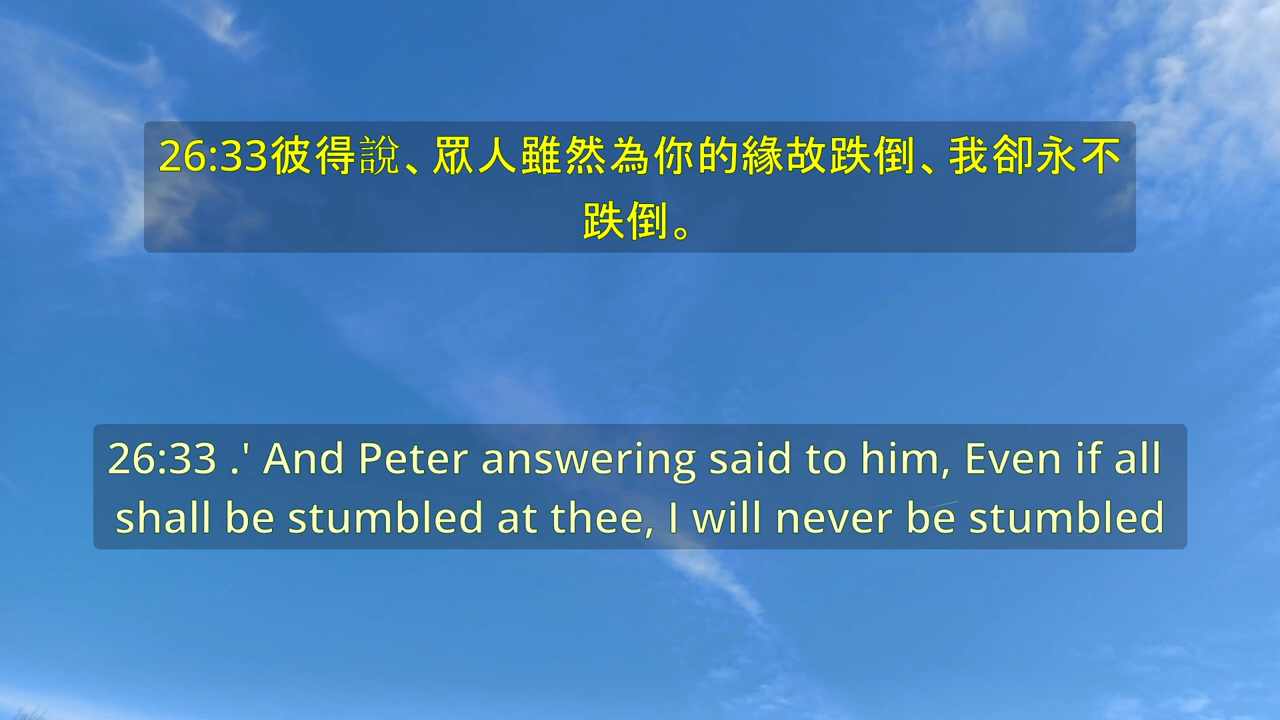 26:33彼得說、眾人雖然為你的緣故跌倒、我卻永不
跌倒。
26:33 .' And Peter answering said to him, Even if all
shall be stumbled at thee, I will never be stumbled